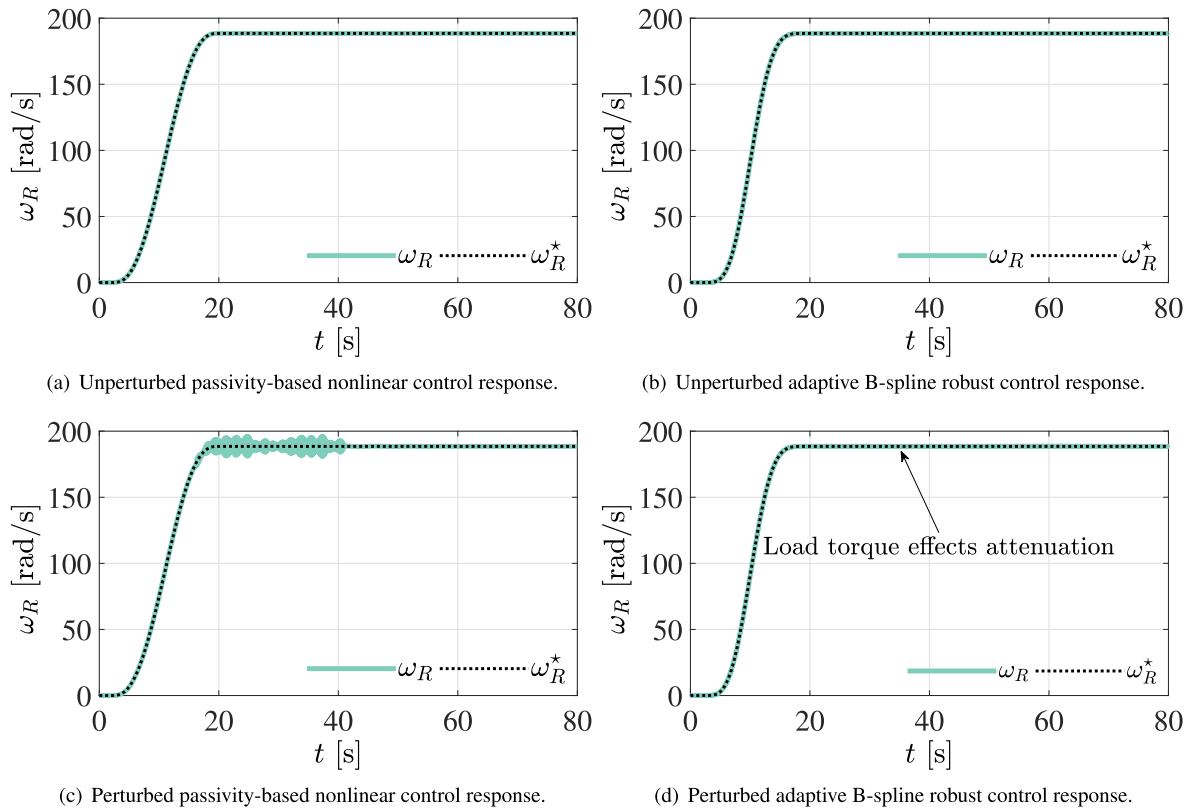 200
150
100
50
0
ω_R [rad/s]
ω_R ω_R^⋆
0 20 40 60 80
t [s]
(a) Unperturbed passivity-based nonlinear control response.
200
150
100
50
0
ω_R [rad/s]
ω_R ω_R^⋆
0 20 40 60 80
t [s]
(b) Unperturbed adaptive B-spline robust control response.
200
150
100
50
0
ω_R [rad/s]
ω_R ω_R^⋆
0 20 40 60 80
t [s]
(c) Perturbed passivity-based nonlinear control response.
200
150
100
50
0
ω_R [rad/s]
Load torque effects attenuation
ω_R ω_R^⋆
0 20 40 60 80
t [s]
(d) Perturbed adaptive B-spline robust control response.